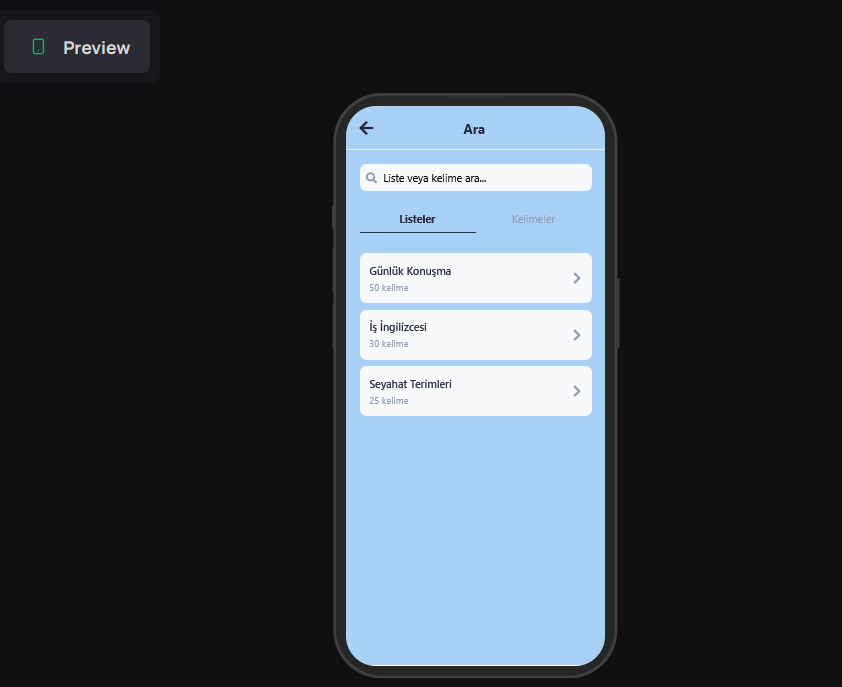 Preview
Ara
Liste veya kelime ara...
Listeler
Kelimeler
Günlük Konuşma
50 kelime
İş İngilizcesi
30 kelime
Seyahat Terimleri
25 kelime